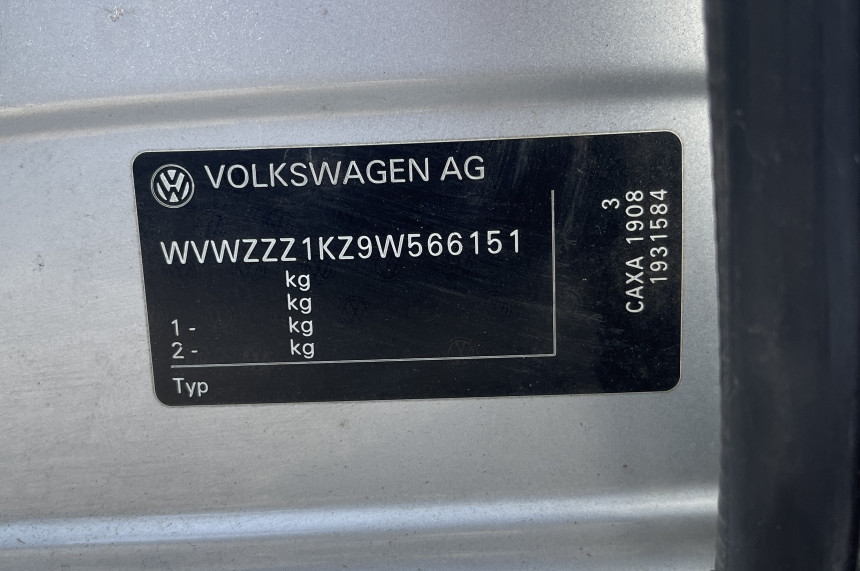 VOLKSWAGEN AG
WVWZZZ1KZ9W566151
kg
kg
1 - kg
2 - kg
Typ
3
CAXA 1908
1931584